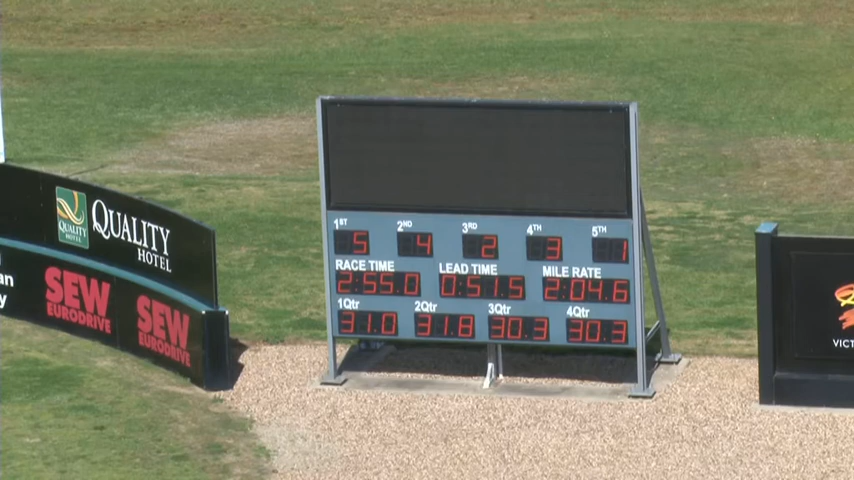 QUALITY
HOTEL
QUALITY
HOTEL
an
y
SEW
EURODRIVE
SEW
EURODRIVE
1ST 2ND 3RD 4TH 5TH
5 4 2 3 1
RACE TIME LEAD TIME MILE RATE
2:55.0 0:51.5 2:04.6
1Qtr 2Qtr 3Qtr 4Qtr
31.0 31.8 30.3 30.3
VICT